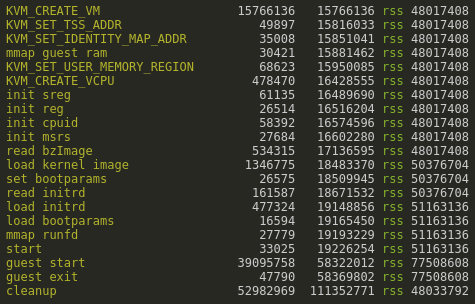 KVM_CREATE_VM 15766136 15766136 rss 48017408
KVM_SET_TSS_ADDR 49897 15816033 rss 48017408
KVM_SET_IDENTITY_MAP_ADDR 35008 15851041 rss 48017408
mmap guest ram 30421 15881462 rss 48017408
KVM_SET_USER_MEMORY_REGION 68623 15950085 rss 48017408
KVM_CREATE_VCPU 478470 16428555 rss 48017408
init sreg 61135 16489690 rss 48017408
init reg 26514 16516204 rss 48017408
init cpuid 58392 16574596 rss 48017408
init msrs 27684 16602280 rss 48017408
read bzImage 534315 17136595 rss 48017408
load kernel image 1346775 18483370 rss 50376704
set bootparams 26575 18509945 rss 50376704
read initrd 161587 18671532 rss 50376704
load initrd 477324 19148856 rss 51163136
load bootparams 16594 19165450 rss 51163136
mmap runfd 27779 19193229 rss 51163136
start 33025 19226254 rss 51163136
guest start 39095758 58322012 rss 77508608
guest exit 47790 58369802 rss 77508608
cleanup 52982969 111352771 rss 48033792